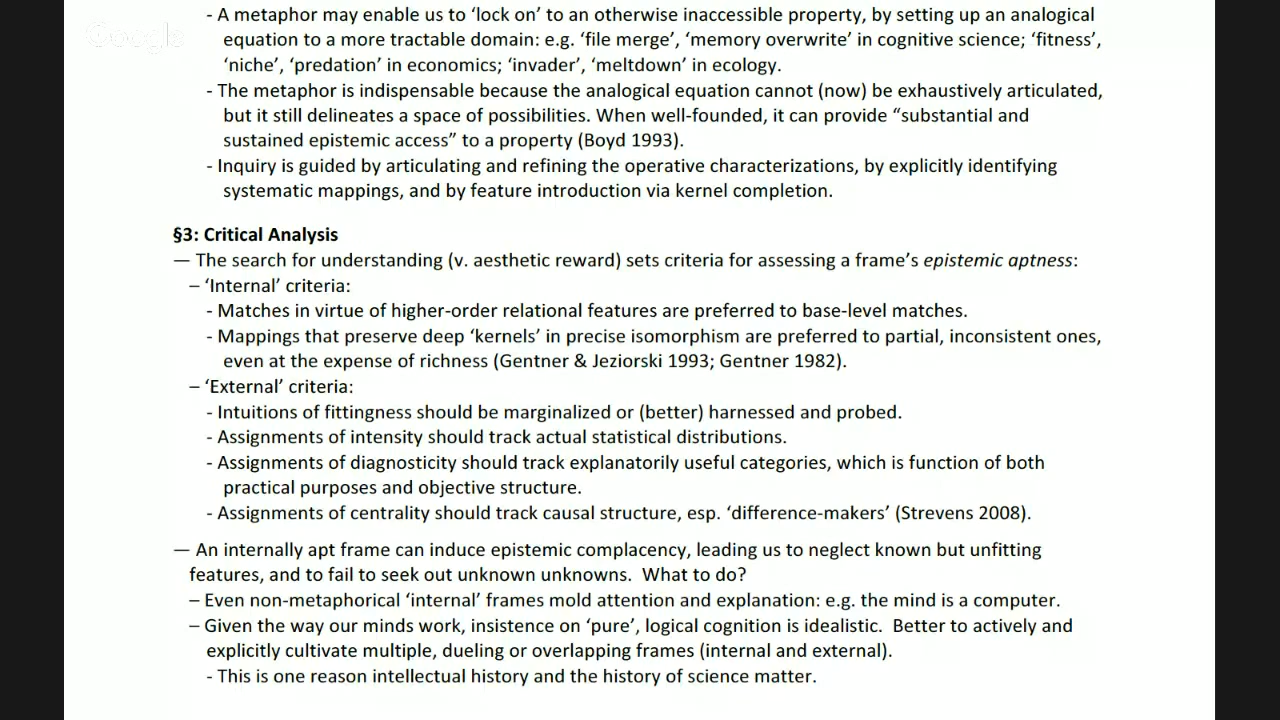 Google
- A metaphor may enable us to ‘lock on’ to an otherwise inaccessible property, by setting up an analogical
equation to a more tractable domain: e.g. ‘file merge’, ‘memory overwrite’ in cognitive science; ‘fitness’,
‘niche’, ‘predation’ in economics; ‘invader’, ‘meltdown’ in ecology.
- The metaphor is indispensable because the analogical equation cannot (now) be exhaustively articulated,
but it still delineates a space of possibilities. When well-founded, it can provide “substantial and
sustained epistemic access” to a property (Boyd 1993).
- Inquiry is guided by articulating and refining the operative characterizations, by explicitly identifying
systematic mappings, and by feature introduction via kernel completion.
§3: Critical Analysis
— The search for understanding (v. aesthetic reward) sets criteria for assessing a frame’s epistemic aptness:
– ‘Internal’ criteria:
- Matches in virtue of higher-order relational features are preferred to base-level matches.
- Mappings that preserve deep ‘kernels’ in precise isomorphism are preferred to partial, inconsistent ones,
even at the expense of richness (Gentner & Jeziorski 1993; Gentner 1982).
– ‘External’ criteria:
- Intuitions of fittingness should be marginalized or (better) harnessed and probed.
- Assignments of intensity should track actual statistical distributions.
- Assignments of diagnosticity should track explanatorily useful categories, which is function of both
practical purposes and objective structure.
- Assignments of centrality should track causal structure, esp. ‘difference-makers’ (Strevens 2008).
— An internally apt frame can induce epistemic complacency, leading us to neglect known but unfitting
features, and to fail to seek out unknown unknowns. What to do?
– Even non-metaphorical ‘internal’ frames mold attention and explanation: e.g. the mind is a computer.
– Given the way our minds work, insistence on ‘pure’, logical cognition is idealistic. Better to actively and
explicitly cultivate multiple, dueling or overlapping frames (internal and external).
- This is one reason intellectual history and the history of science matter.